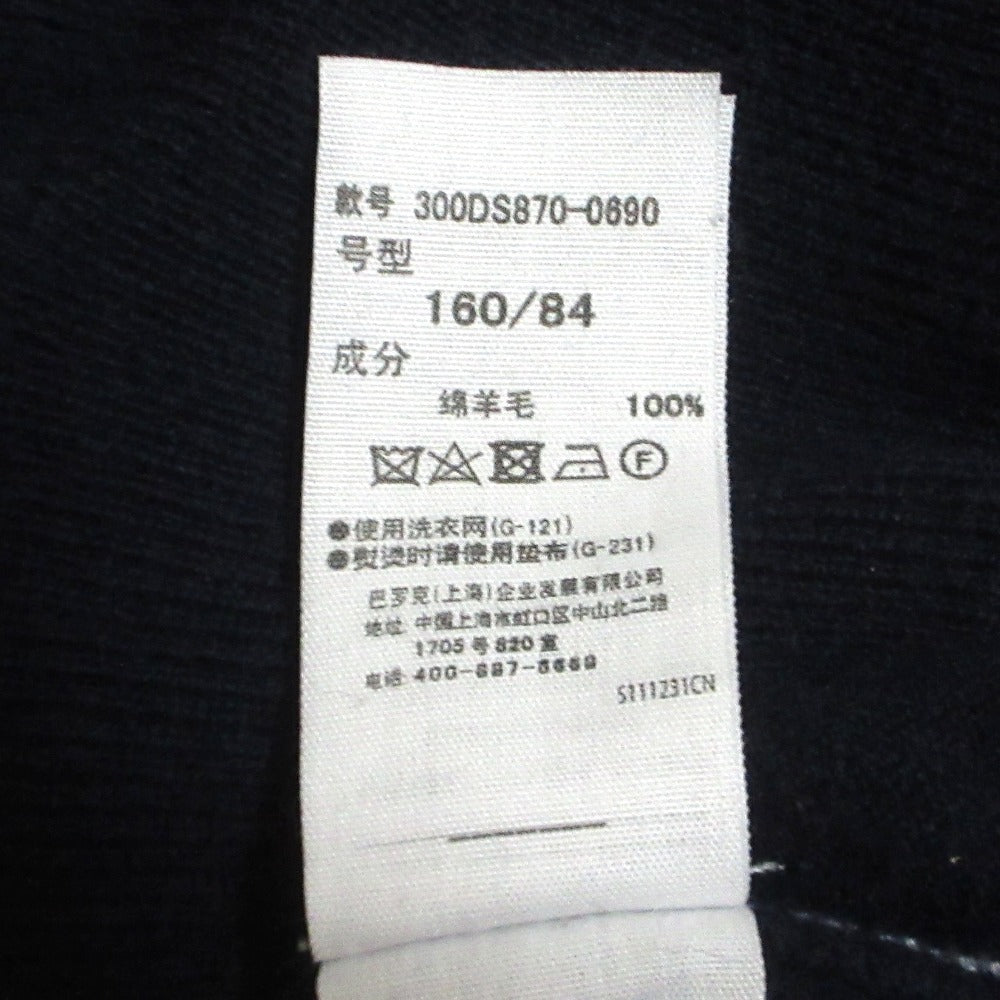 款号 300DS870-0690
号型
160/84
成分
绵羊毛 100%
F
●使用洗衣网(G-121)
●熨烫时请使用垫布(G-231)
巴罗克(上海)企业发展有限公司
地址 中国上海市虹口区中山北二路
1705号820室
电话
S111231CN